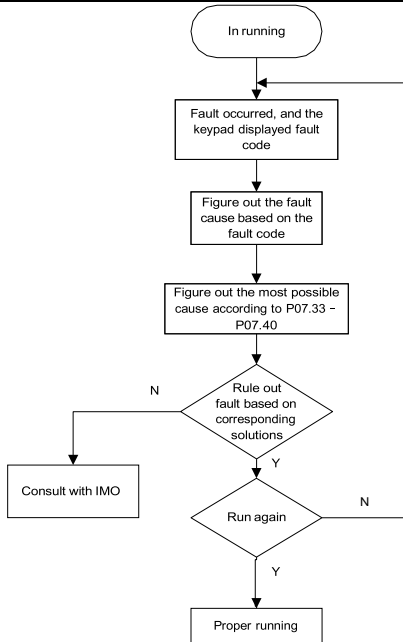 In running
Fault occurred, and the
keypad displayed fault
code
Figure out the fault
cause based on the
fault code
Figure out the most possible
cause according to P07.33 –
P07.40
N
Rule out
fault based on
corresponding
solutions
Y
Consult with IMO
Run again
N
Y
Proper running